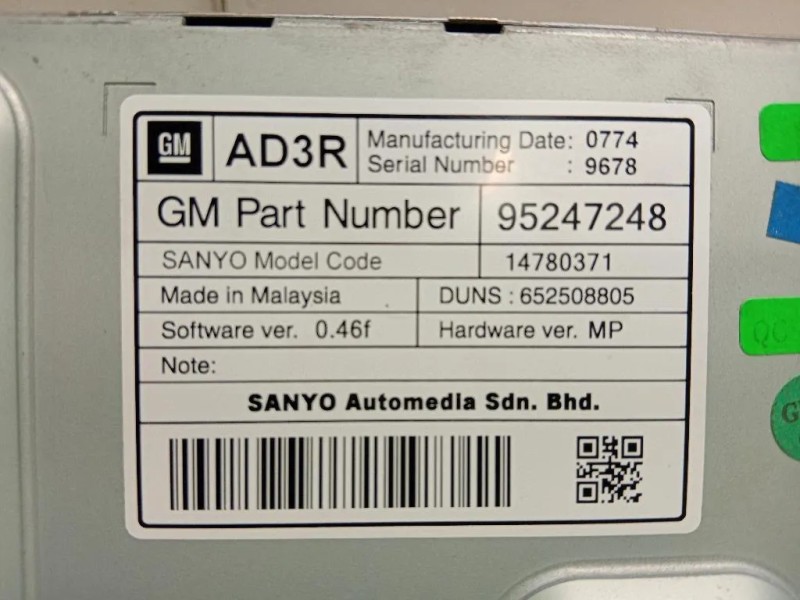 GM AD3R Manufacturing Date: 0774
Serial Number : 9678
GM Part Number 95247248
SANYO Model Code 14780371
Made in Malaysia DUNS : 652508805
Software ver. 0.46f Hardware ver. MP
Note:
SANYO Automedia Sdn. Bhd.
QC
G